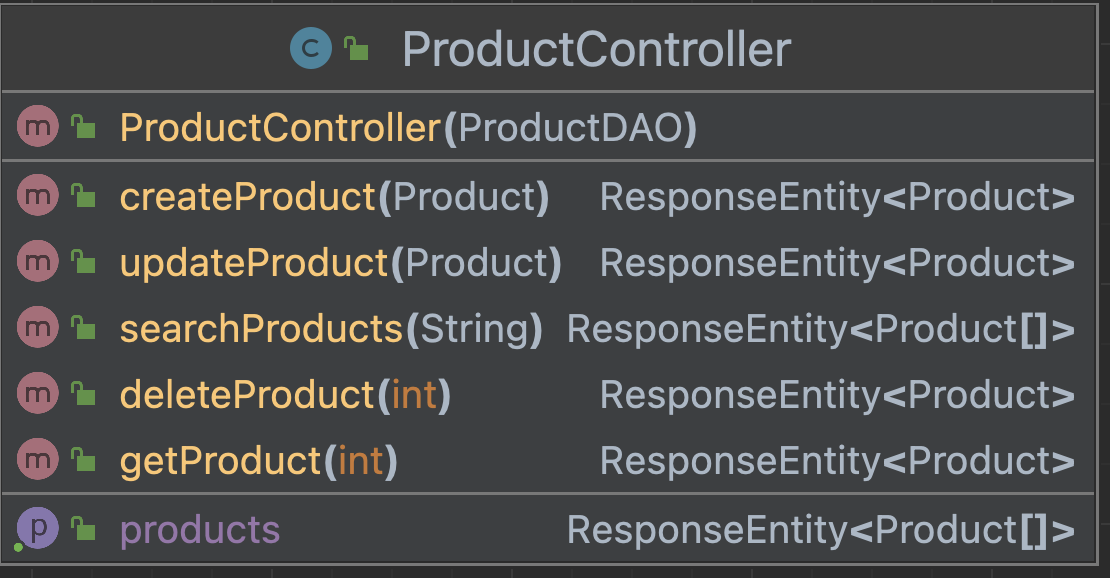 C ProductController
m ProductController(ProductDAO)
m createProduct(Product) ResponseEntity<Product>
m updateProduct(Product) ResponseEntity<Product>
m searchProducts(String) ResponseEntity<Product[]>
m deleteProduct(int) ResponseEntity<Product>
m getProduct(int) ResponseEntity<Product>
p products ResponseEntity<Product[]>